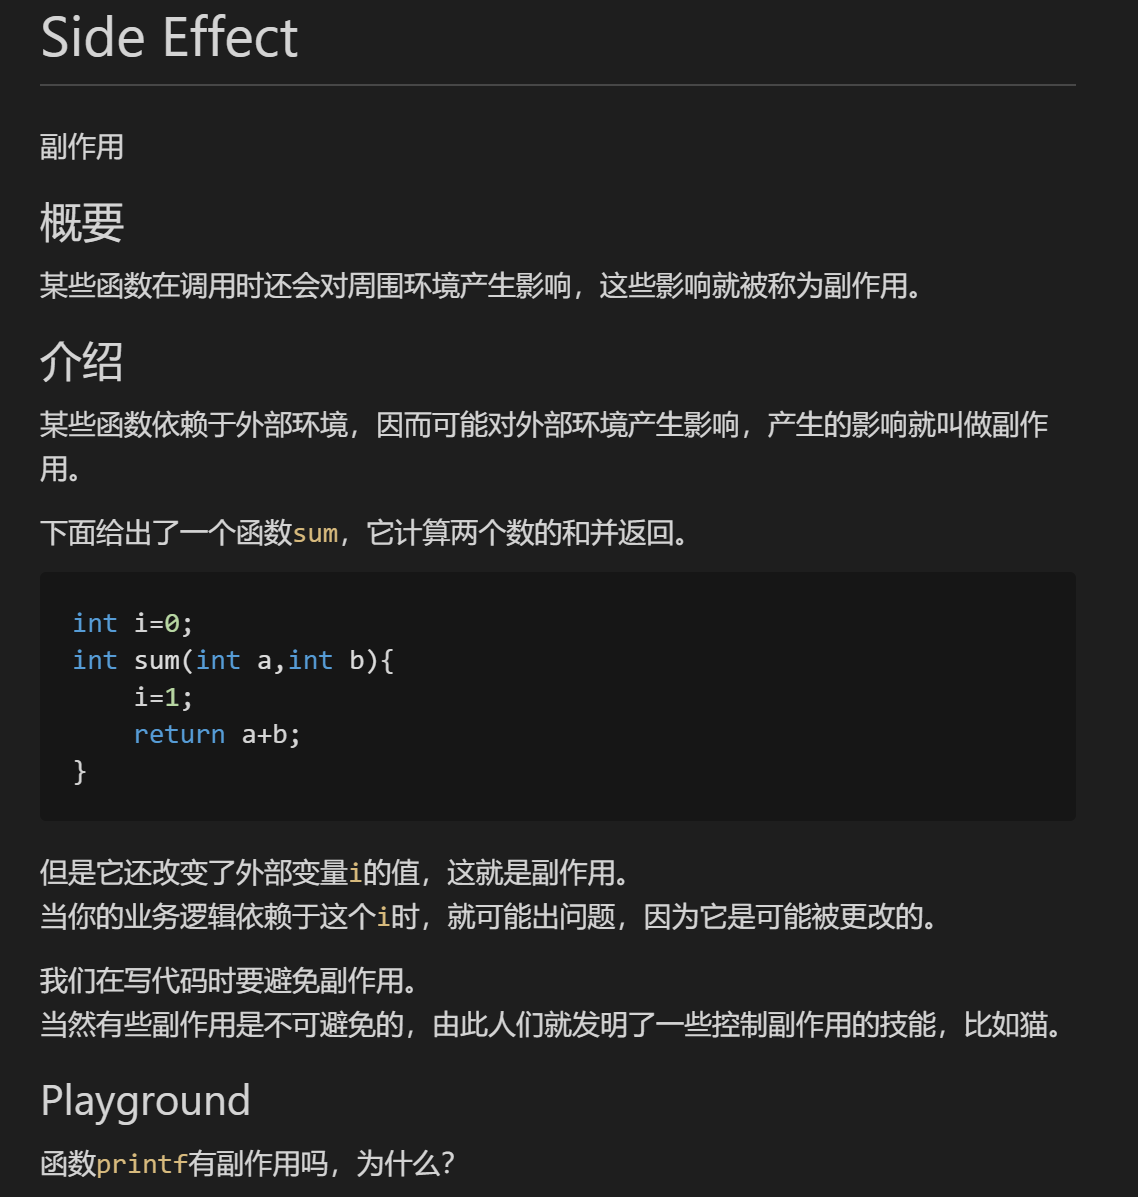 Side Effect
副作用
概要
某些函数在调用时还会对周围环境产生影响，这些影响就被称为副作用。
介绍
某些函数依赖于外部环境，因而可能对外部环境产生影响，产生的影响就叫做副作
用。
下面给出了一个函数sum，它计算两个数的和并返回。
int i=0;
int sum(int a,int b){
    i=1;
    return a+b;
}
但是它还改变了外部变量i的值，这就是副作用。
当你的业务逻辑依赖于这个i时，就可能出问题，因为它是可能被更改的。
我们在写代码时要避免副作用。
当然有些副作用是不可避免的，由此人们就发明了一些控制副作用的技能，比如猫。
Playground
函数printf有副作用吗，为什么？